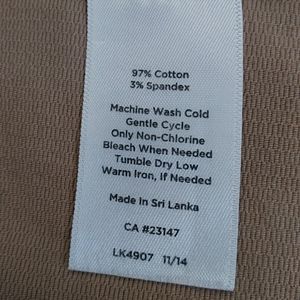 97% Cotton
3% Spandex
Machine Wash Cold
Gentle Cycle
Only Non-Chlorine
Bleach When Needed
Tumble Dry Low
Warm Iron, if Needed
Made In Sri Lanka
CA #23147
LK4907 11/14